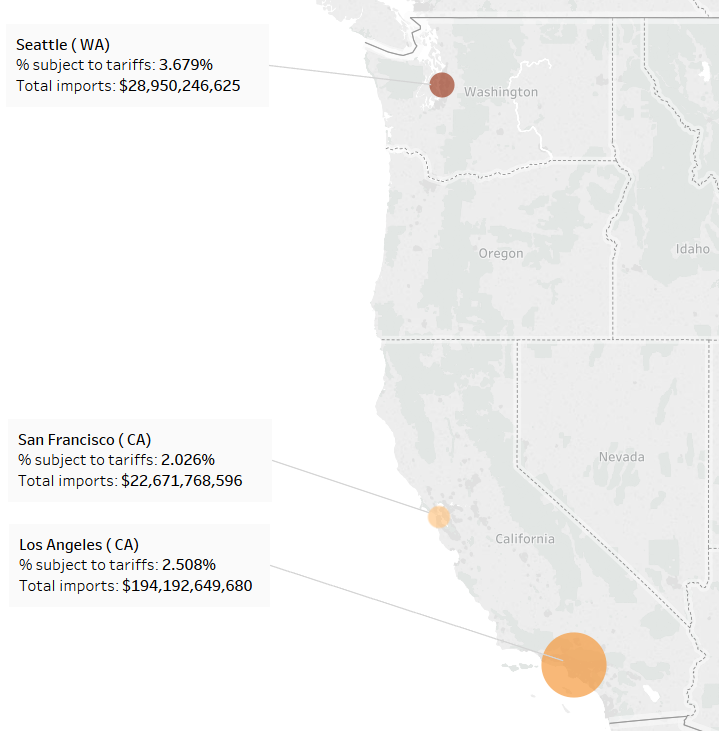 Seattle ( WA)
% subject to tariffs: 3.679%
Total imports: $28,950,246,625
Washington
Oregon
Idaho
San Francisco ( CA)
% subject to tariffs: 2.026%
Total imports: $22,671,768,596
Nevada
California
Los Angeles ( CA)
% subject to tariffs: 2.508%
Total imports: $194,192,649,680